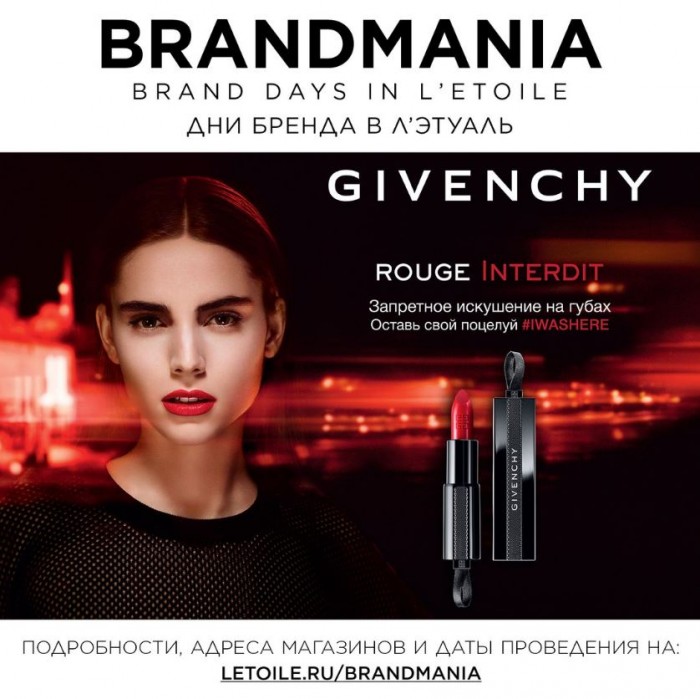 BRANDMANIA
BRAND DAYS IN L'ETOILE
ДНИ БРЕНДА В Л'ЭТУАЛЬ
GIVENCHY
ROUGE INTERDIT
Запретное искушение на губах
Оставь свой поцелуй #IWASHERE
GIVENCHY
ПОДРОБНОСТИ, АДРЕСА МАГАЗИНОВ И ДАТЫ ПРОВЕДЕНИЯ НА:
LETOILE.RU/BRANDMANIA